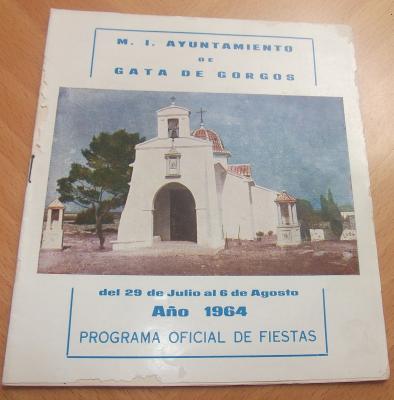 M. I. AYUNTAMIENTO
DE
GATA DE GORGOS
del 29 de Julio al 6 de Agosto
Año 1964
PROGRAMA OFICIAL DE FIESTAS